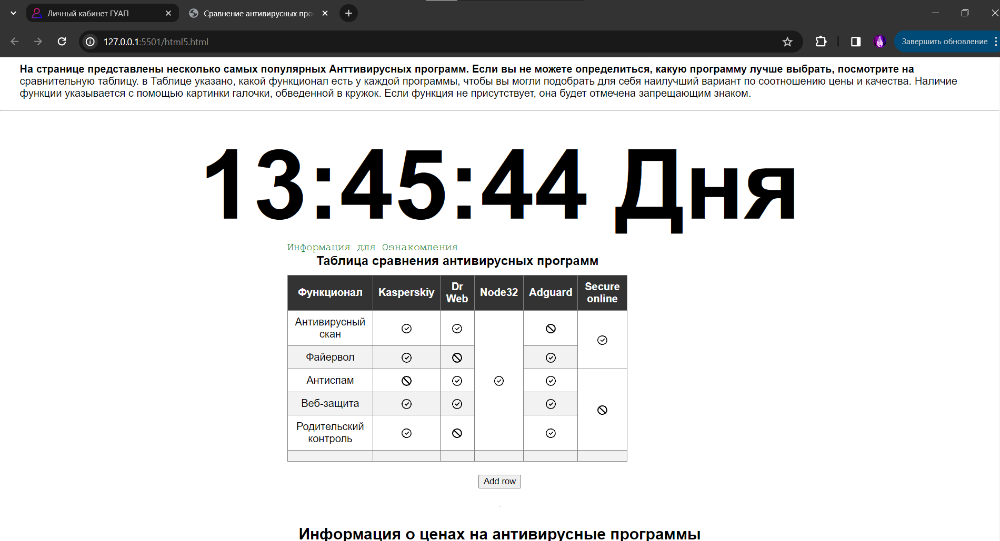 Личный кабинет ГУАП
Сравнение антивирусных про
127.0.0.1:5501/html5.html
Завершить обновление
На странице представлены несколько самых популярных Анттивирусных программ. Если вы не можете определиться, какую программу лучше выбрать, посмотрите на
сравнительную таблицу. в Таблице указано, какой функционал есть у каждой программы, чтобы вы могли подобрать для себя наилучший вариант по соотношению цены и качества. Наличие
функции указывается с помощью картинки галочки, обведенной в кружок. Если функция не присутствует, она будет отмечена запрещающим знаком.
13:45:44 Дня
Информация для Ознакомления
Таблица сравнения антивирусных программ
Функционал Kasperskiy Dr Web Node32 Adguard Secure online
Антивирусный
скан
Файервол
Антиспам
Веб-защита
Родительский
контроль
Add row
Информация о ценах на антивирусные программы